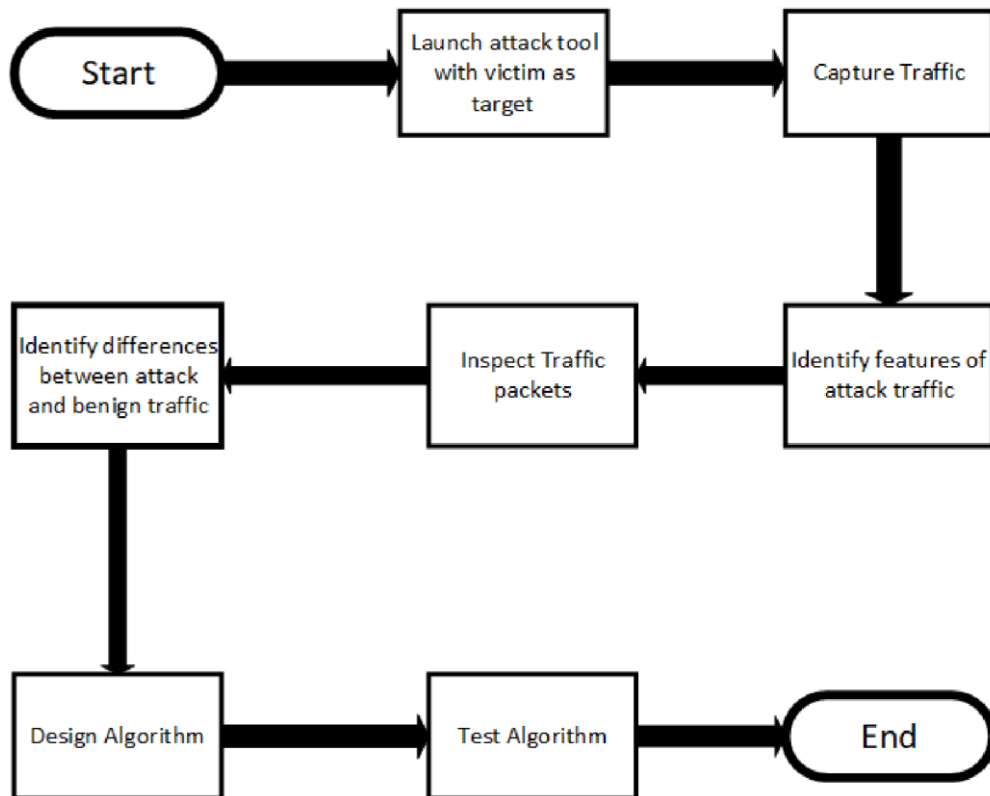 Start
Launch attack tool
with victim as
target
Capture Traffic
Identify features of
attack traffic
Inspect Traffic
packets
Identify differences
between attack
and benign traffic
Design Algorithm
Test Algorithm
End